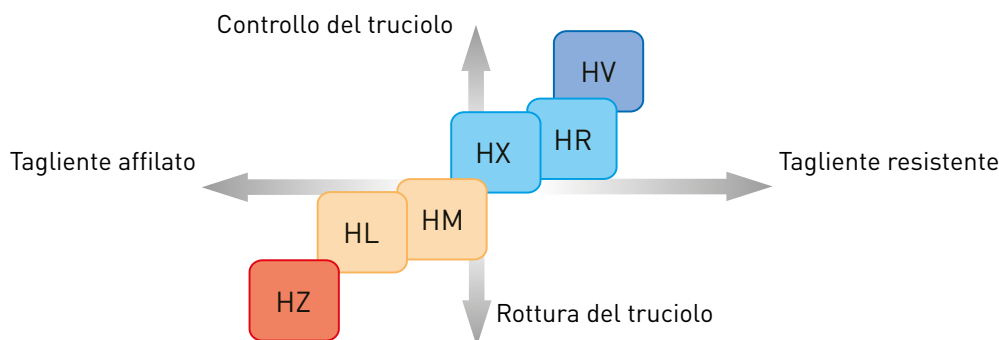 Controllo del truciolo
HV
HR
HX
Tagliente affilato
Tagliente resistente
HM
HL
HZ
Rottura del truciolo